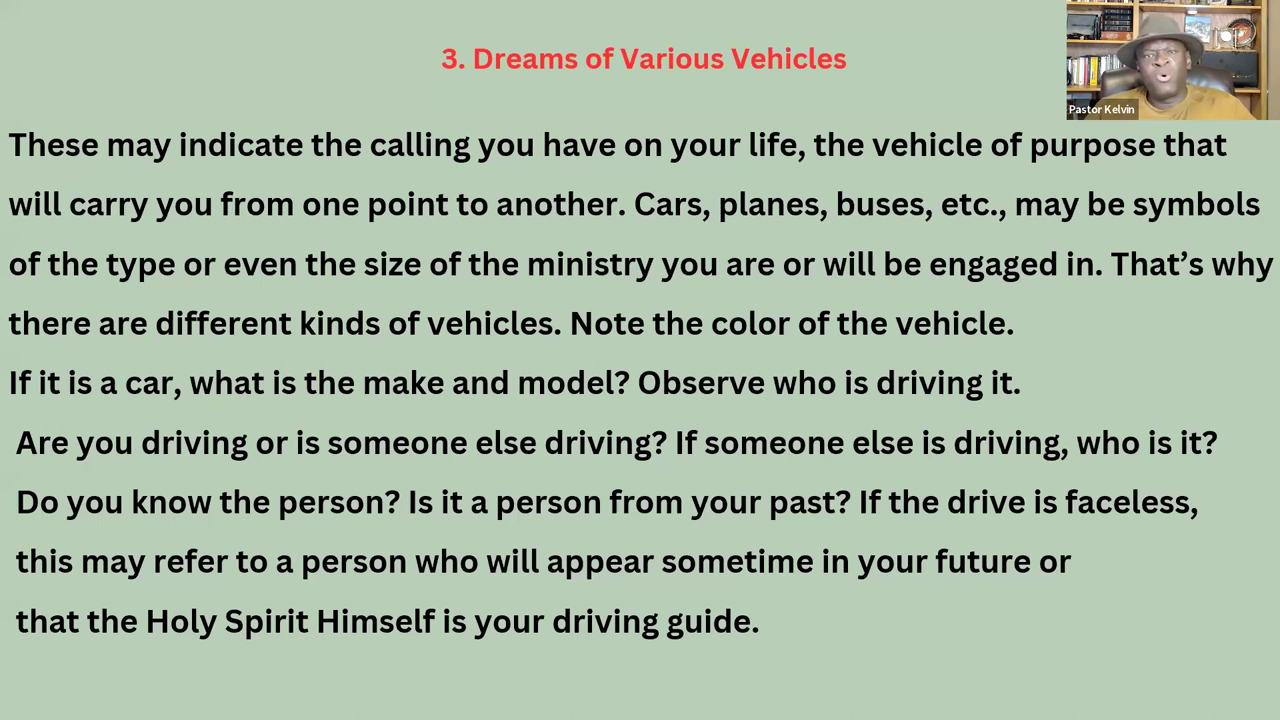 3. Dreams of Various Vehicles
Pastor Kelvin
These may indicate the calling you have on your life, the vehicle of purpose that
will carry you from one point to another. Cars, planes, buses, etc., may be symbols
of the type or even the size of the ministry you are or will be engaged in. That’s why
there are different kinds of vehicles. Note the color of the vehicle.
If it is a car, what is the make and model? Observe who is driving it.
Are you driving or is someone else driving? If someone else is driving, who is it?
Do you know the person? Is it a person from your past? If the drive is faceless,
this may refer to a person who will appear sometime in your future or
that the Holy Spirit Himself is your driving guide.